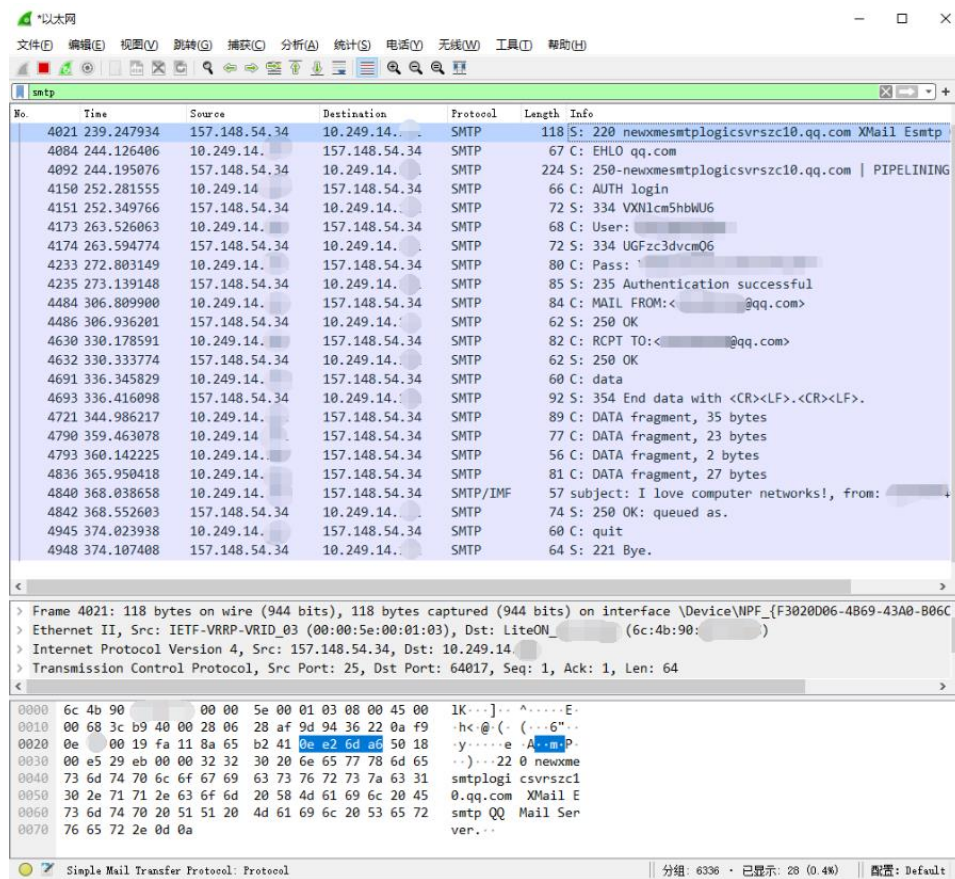 *以太网
文件(F) 编辑(E) 视图(V) 跳转(G) 捕获(C) 分析(A) 统计(S) 电话(Y) 无线(W) 工具(T) 帮助(H)
smtp
No. Time Source Destination Protocol Length Info
4021 239.247934 157.148.54.34 10.249.14. SMTP 118 S: 220 newxmesmtplogicsvrszc10.qq.com XMail Esmtp
4084 244.126406 10.249.14. 157.148.54.34 SMTP 67 C: EHLO qq.com
4092 244.195076 157.148.54.34 10.249.14. SMTP 224 S: 250-newxmesmtplogicsvrszc10.qq.com | PIPELINING
4150 252.281555 10.249.14 157.148.54.34 SMTP 66 C: AUTH login
4151 252.349766 157.148.54.34 10.249.14. SMTP 72 S: 334 VXNlcm5hbWU6
4173 263.526063 10.249.14. 157.148.54.34 SMTP 68 C: User:
4174 263.594774 157.148.54.34 10.249.14. SMTP 72 S: 334 UGFzc3dvcmQ6
4233 272.803149 10.249.14. 157.148.54.34 SMTP 80 C: Pass:
4235 273.139148 157.148.54.34 10.249.14. SMTP 85 S: 235 Authentication successful
4484 306.809900 10.249.14. 157.148.54.34 SMTP 84 C: MAIL FROM:< @qq.com>
4486 306.936201 157.148.54.34 10.249.14. SMTP 62 S: 250 OK
4630 330.178591 10.249.14. 157.148.54.34 SMTP 82 C: RCPT TO:< @qq.com>
4632 330.333774 157.148.54.34 10.249.14. SMTP 62 S: 250 OK
4691 336.345829 10.249.14. 157.148.54.34 SMTP 60 C: data
4693 336.416098 157.148.54.34 10.249.14. SMTP 92 S: 354 End data with <CR><LF>.<CR><LF>.
4721 344.986217 10.249.14. 157.148.54.34 SMTP 89 C: DATA fragment, 35 bytes
4790 359.463078 10.249.14 157.148.54.34 SMTP 77 C: DATA fragment, 23 bytes
4793 360.142225 10.249.14. 157.148.54.34 SMTP 56 C: DATA fragment, 2 bytes
4836 365.950418 10.249.14. 157.148.54.34 SMTP 81 C: DATA fragment, 27 bytes
4840 368.038658 10.249.14. 157.148.54.34 SMTP/IMF 57 subject: I love computer networks!, from:
4842 368.552603 157.148.54.34 10.249.14. SMTP 74 S: 250 OK: queued as.
4945 374.023938 10.249.14. 157.148.54.34 SMTP 60 C: quit
4948 374.107408 157.148.54.34 10.249.14. SMTP 64 S: 221 Bye.
> Frame 4021: 118 bytes on wire (944 bits), 118 bytes captured (944 bits) on interface \Device\NPF_{F3020D06-4B69-43A0-B06C
> Ethernet II, Src: IETF-VRRP-VRID_03 (00:00:5e:00:01:03), Dst: LiteON_ (6c:4b:90: )
> Internet Protocol Version 4, Src: 157.148.54.34, Dst: 10.249.14.
> Transmission Control Protocol, Src Port: 25, Dst Port: 64017, Seq: 1, Ack: 1, Len: 64
0000 6c 4b 90 00 00 5e 00 01 03 08 00 45 00 lK···]·· ^·····E·
0010 00 68 3c b9 40 00 28 06 28 af 9d 94 36 22 0a f9 ·h<·@·(· (···6"··
0020 0e 00 19 fa 11 8a 65 b2 41 0e e2 6d a6 50 18 ·y·····e ·A··m·P·
0030 00 e5 29 eb 00 00 32 32 30 20 6e 65 77 78 6d 65 ··)···22 0 newxme
0040 73 6d 74 70 6c 6f 67 69 63 73 76 72 73 7a 63 31 smtplogi csvrszc1
0050 30 2e 71 71 2e 63 6f 6d 20 58 4d 61 69 6c 20 45 0.qq.com XMail E
0060 73 6d 74 70 20 51 51 20 4d 61 69 6c 20 53 65 72 smtp QQ Mail Ser
0070 76 65 72 2e 0d 0a ver.··
Simple Mail Transfer Protocol: Protocol 分组: 6336 · 已显示: 28 (0.4%) 配置: Default